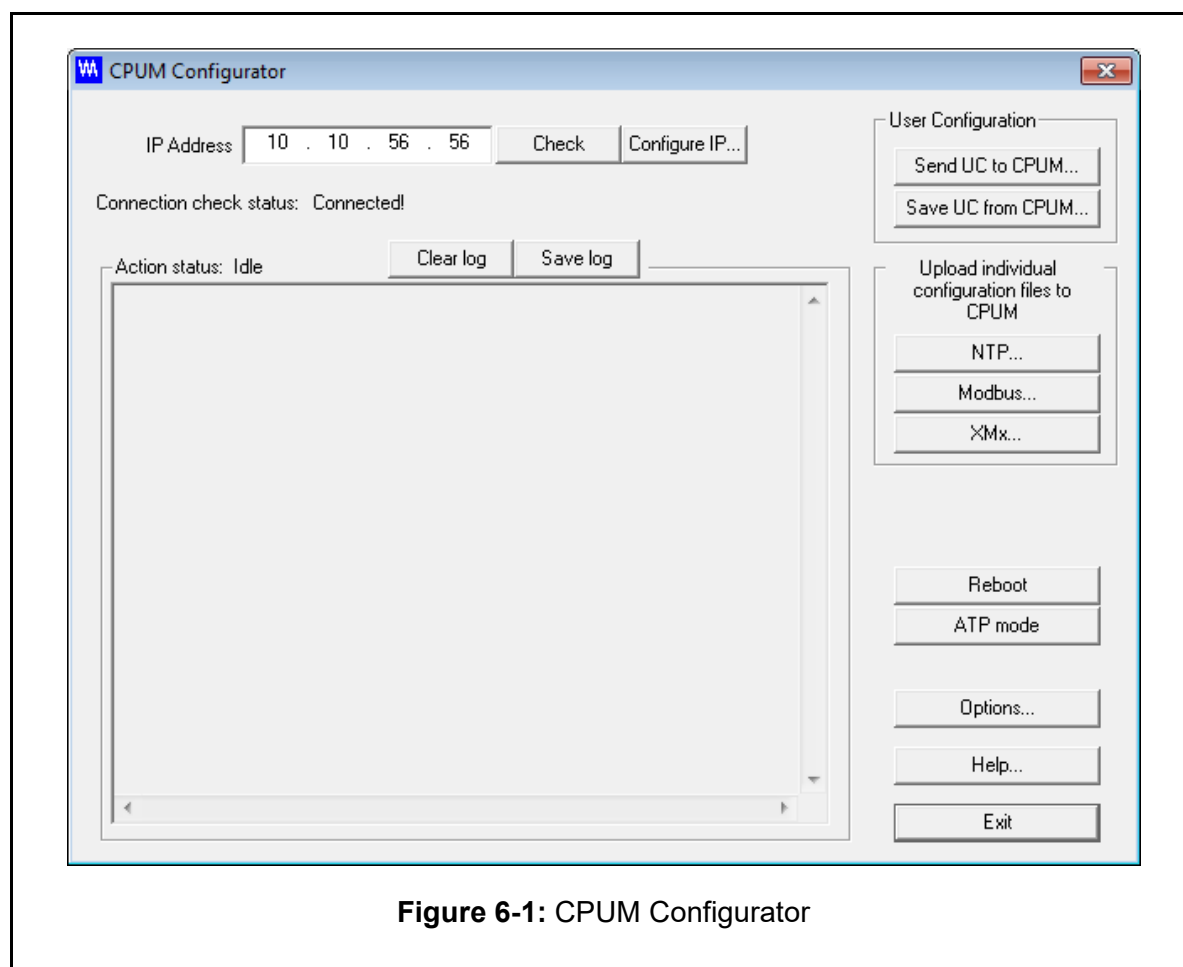 CPUM Configurator
IP Address 10 . 10 . 56 . 56 Check Configure IP...
Connection check status: Connected!
Action status: Idle Clear log Save log
User Configuration
Send UC to CPUM...
Save UC from CPUM...
Upload individual
configuration files to
CPUM
NTP...
Modbus...
XMx...
Reboot
ATP mode
Options...
Help...
Exit
Figure 6-1: CPUM Configurator